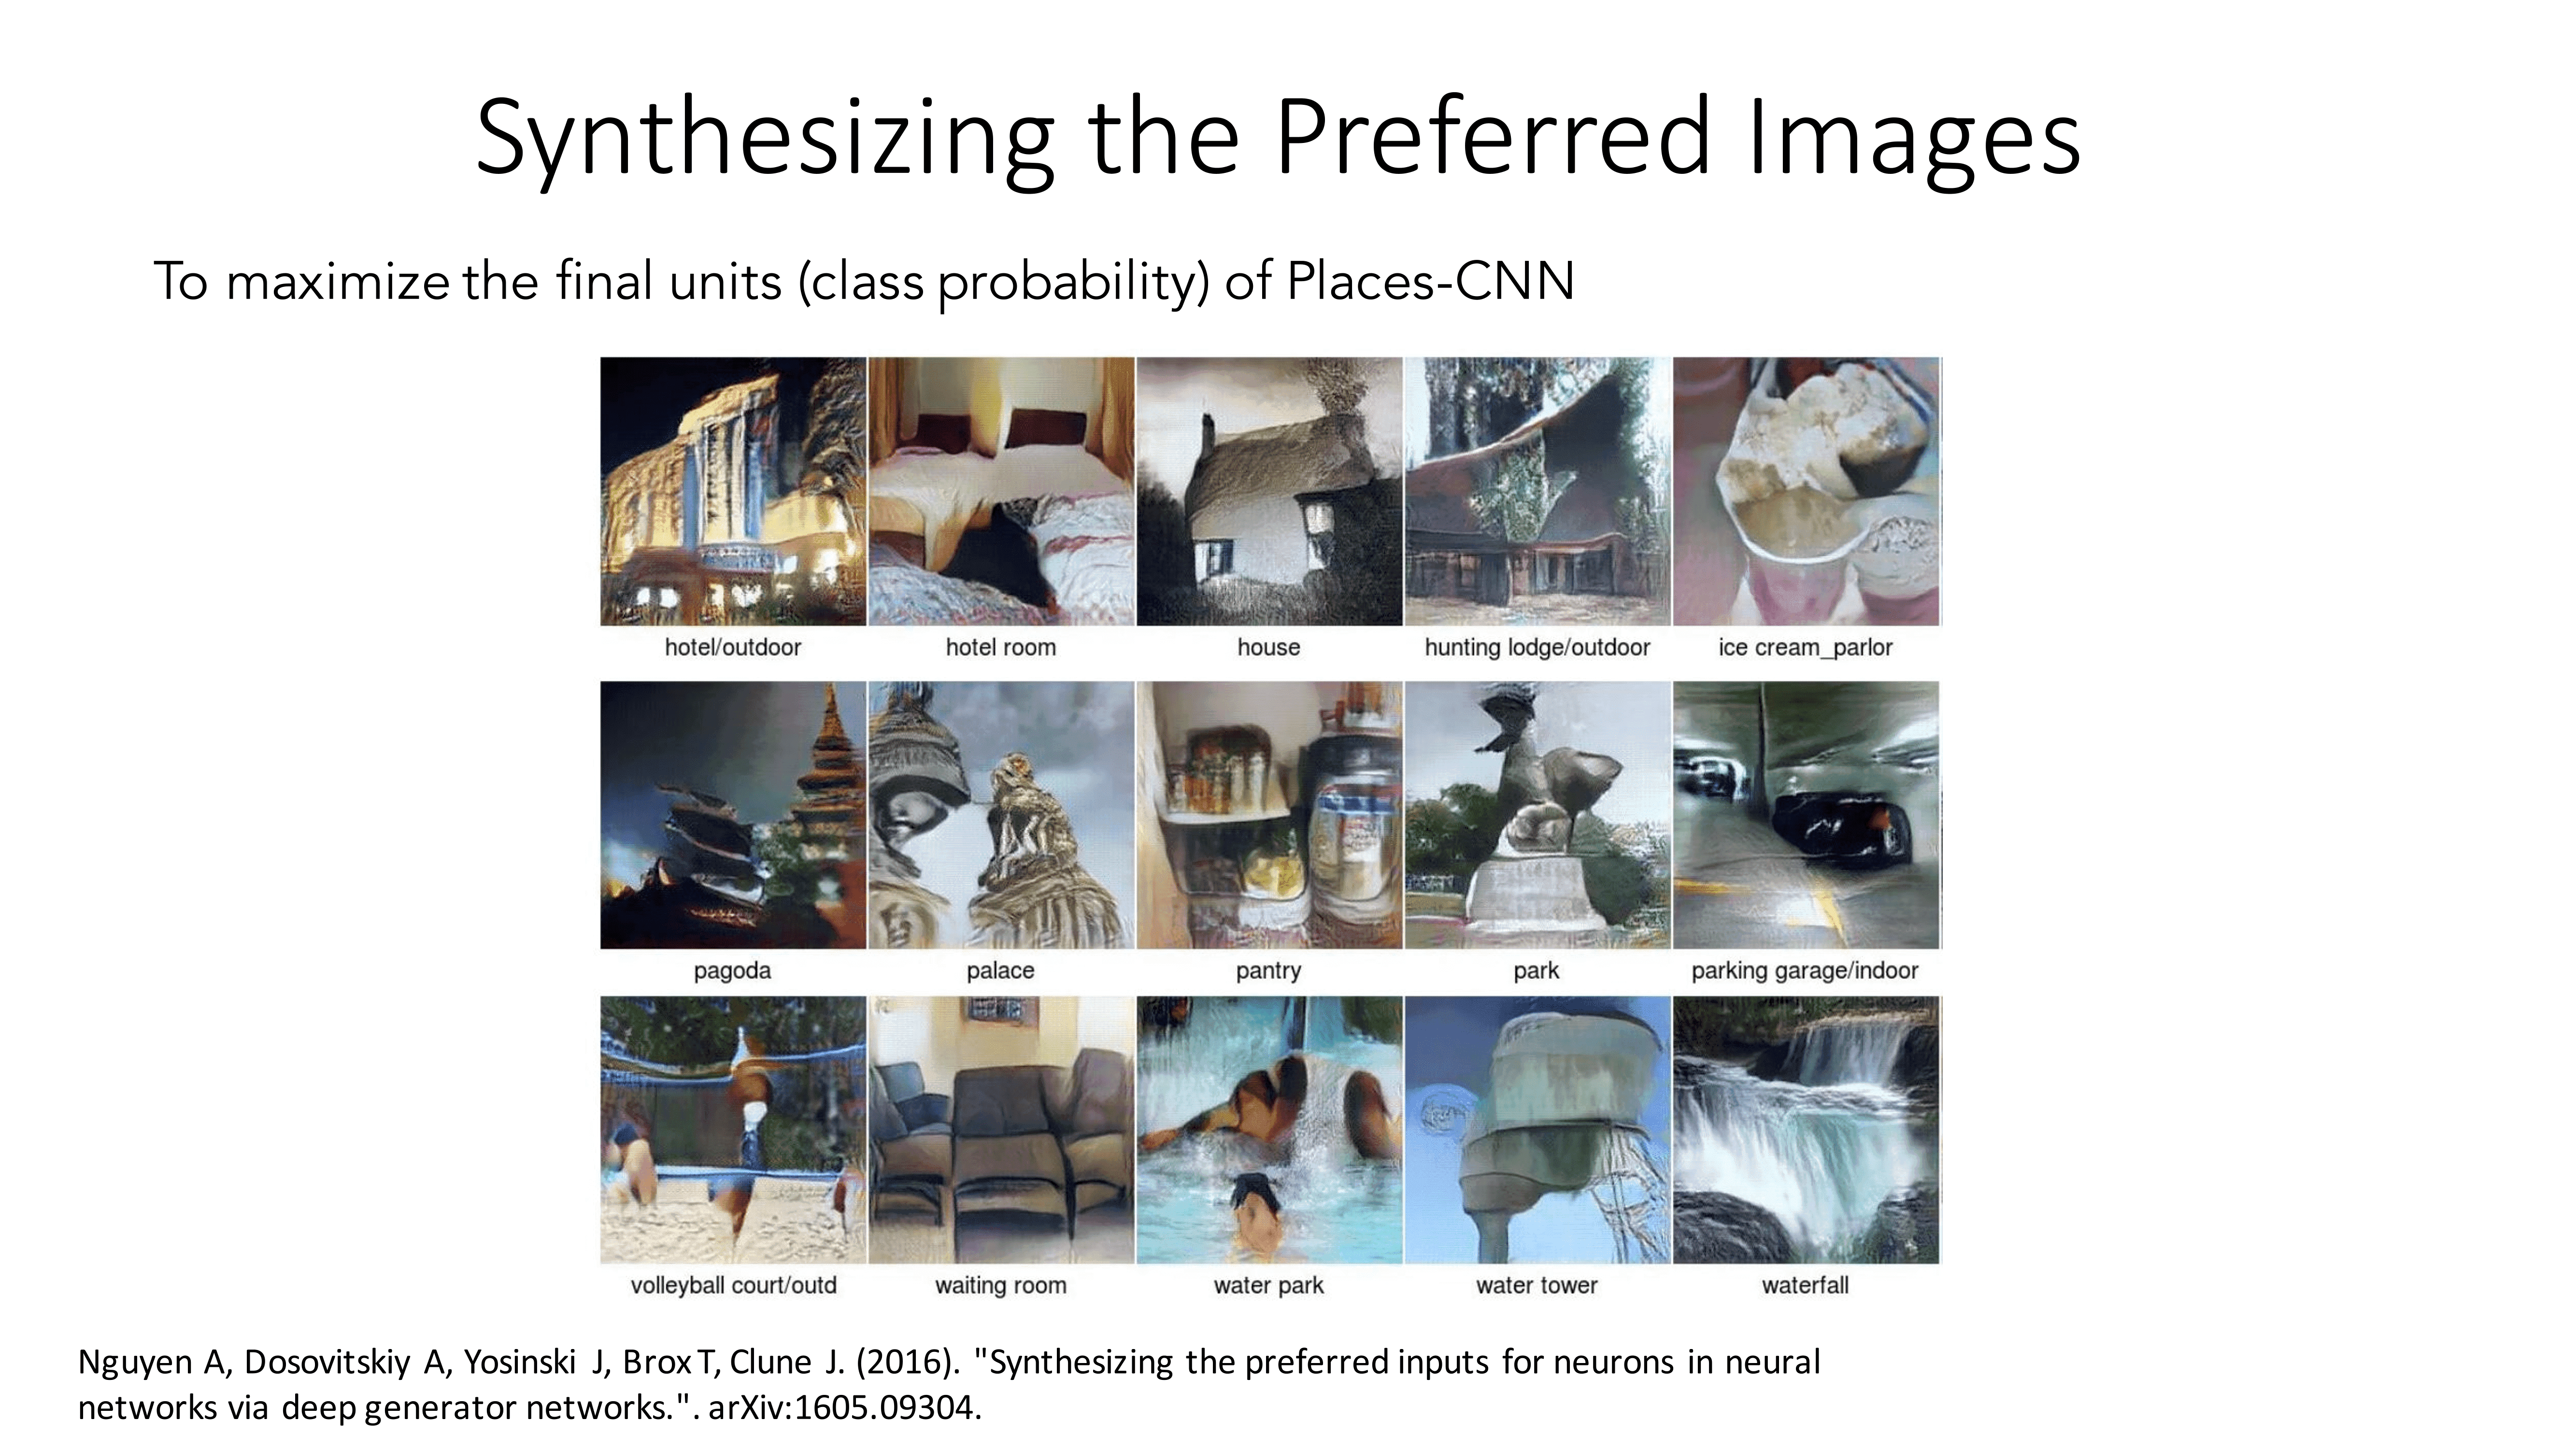 Synthesizing the Preferred Images
To maximize the final units (class probability) of Places-CNN
hotel/outdoor
hotel room
house
hunting lodge/outdoor
ice cream_parlor
pagoda
palace
pantry
park
parking garage/indoor
volleyball court/outd
waiting room
water park
water tower
waterfall
Nguyen A, Dosovitskiy A, Yosinski J, Brox T, Clune J. (2016). "Synthesizing the preferred inputs for neurons in neural
networks via deep generator networks.". arXiv:1605.09304.